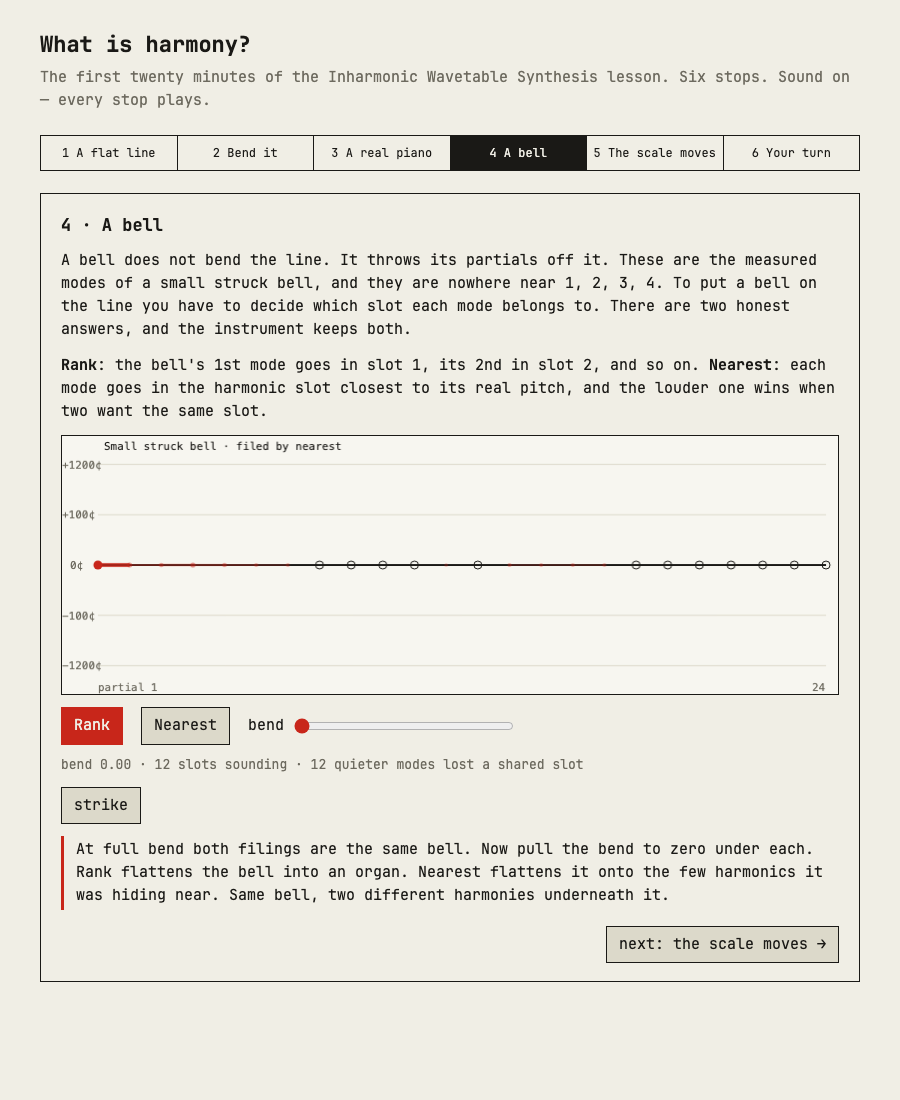 What is harmony?
The first twenty minutes of the Inharmonic Wavetable Synthesis lesson. Six stops. Sound on
— every stop plays.
1 A flat line
2 Bend it
3 A real piano
4 A bell
5 The scale moves
6 Your turn
4 · A bell
A bell does not bend the line. It throws its partials off it. These are the measured
modes of a small struck bell, and they are nowhere near 1, 2, 3, 4. To put a bell on
the line you have to decide which slot each mode belongs to. There are two honest
answers, and the instrument keeps both.
Rank: the bell's 1st mode goes in slot 1, its 2nd in slot 2, and so on. Nearest: each
mode goes in the harmonic slot closest to its real pitch, and the louder one wins when
two want the same slot.
Small struck bell · filed by nearest
+1200¢
+100¢
0¢
−100¢
−1200¢
partial 1
24
Rank
Nearest
bend
bend 0.00 · 12 slots sounding · 12 quieter modes lost a shared slot
strike
At full bend both filings are the same bell. Now pull the bend to zero under each.
Rank flattens the bell into an organ. Nearest flattens it onto the few harmonics it
was hiding near. Same bell, two different harmonies underneath it.
next: the scale moves →